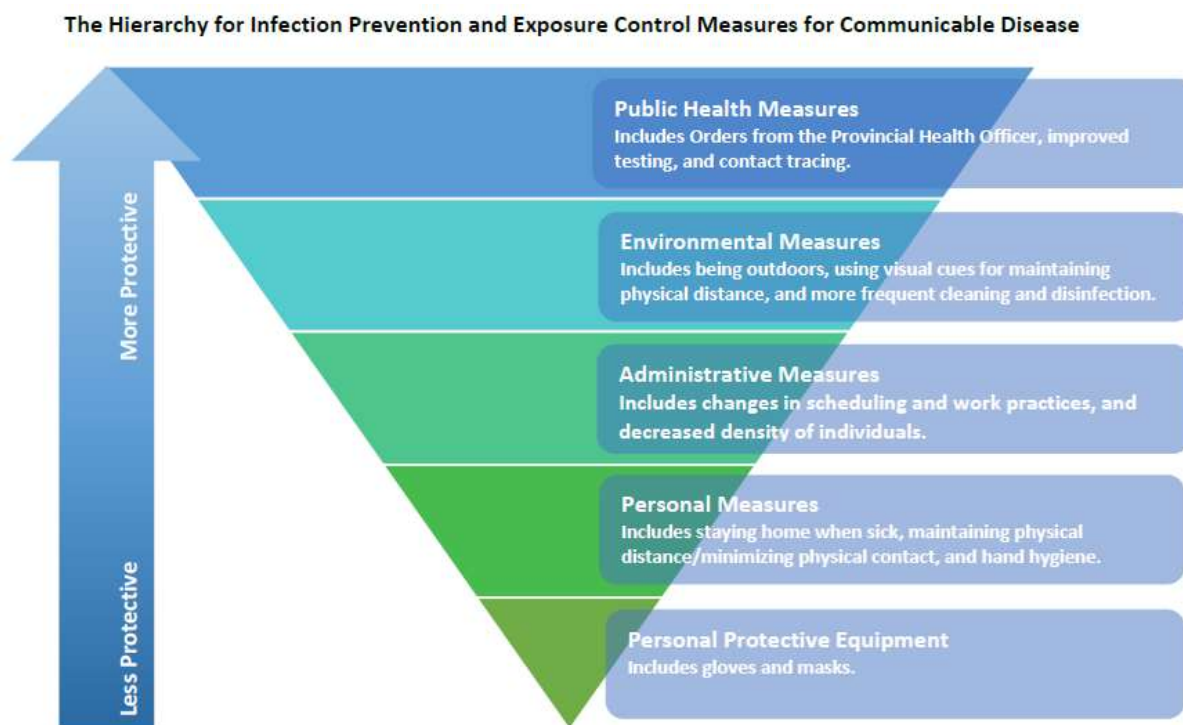 The Hierarchy for Infection Prevention and Exposure Control Measures for Communicable Disease
More Protective
Less Protective
Public Health Measures
Includes Orders from the Provincial Health Officer, improved
testing, and contact tracing.
Environmental Measures
Includes being outdoors, using visual cues for maintaining
physical distance, and more frequent cleaning and disinfection.
Administrative Measures
Includes changes in scheduling and work practices, and
decreased density of individuals.
Personal Measures
Includes staying home when sick, maintaining physical
distance/minimizing physical contact, and hand hygiene.
Personal Protective Equipment
Includes gloves and masks.